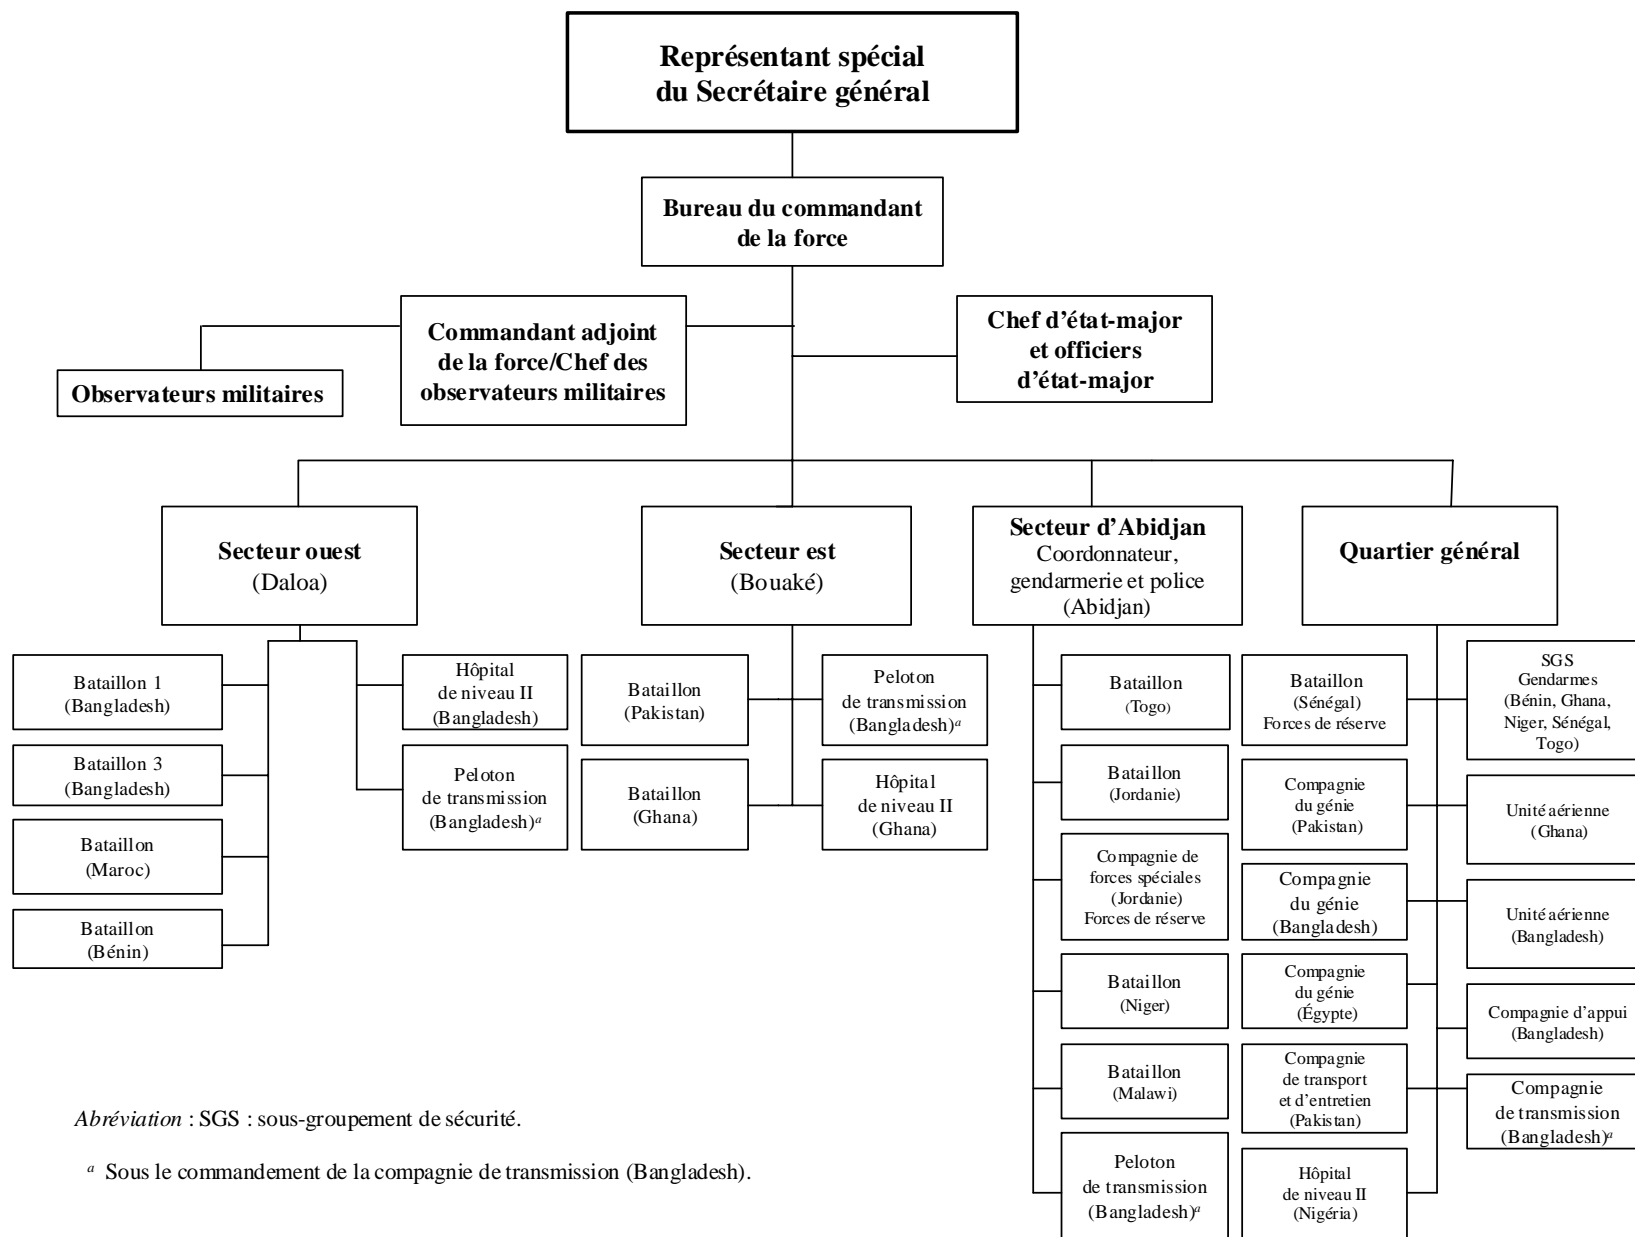 Représentant spécial
du Secrétaire général
Bureau du commandant
de la force
Commandant adjoint
de la force/Chef des
observateurs militaires
Chef d’état-major
et officiers
d’état-major
Observateurs militaires
Secteur ouest
(Daloa)
Secteur est
(Bouaké)
Secteur d’Abidjan
Coordonnateur,
gendarmerie et police
(Abidjan)
Quartier général
Bataillon 1
(Bangladesh)
Bataillon 3
(Bangladesh)
Bataillon
(Maroc)
Bataillon
(Bénin)
Hôpital
de niveau II
(Bangladesh)
Peloton
de transmission
(Bangladesh)a
Bataillon
(Pakistan)
Bataillon
(Ghana)
Peloton
de transmission
(Bangladesh)a
Hôpital
de niveau II
(Ghana)
Bataillon
(Togo)
Bataillon
(Jordanie)
Compagnie de
forces spéciales
(Jordanie)
Forces de réserve
Bataillon
(Niger)
Bataillon
(Malawi)
Peloton
de transmission
(Bangladesh)a
Bataillon
(Sénégal)
Forces de réserve
Compagnie
du génie
(Pakistan)
Compagnie
du génie
(Bangladesh)
Compagnie
du génie
(Égypte)
Compagnie
de transport
et d’entretien
(Pakistan)
Hôpital
de niveau II
(Nigéria)
SGS
Gendarmes
(Bénin, Ghana,
Niger, Sénégal,
Togo)
Unité aérienne
(Ghana)
Unité aérienne
(Bangladesh)
Compagnie d’appui
(Bangladesh)
Compagnie
de transmission
(Bangladesh)a
Abréviation : SGS : sous-groupement de sécurité.
a Sous le commandement de la compagnie de transmission (Bangladesh).